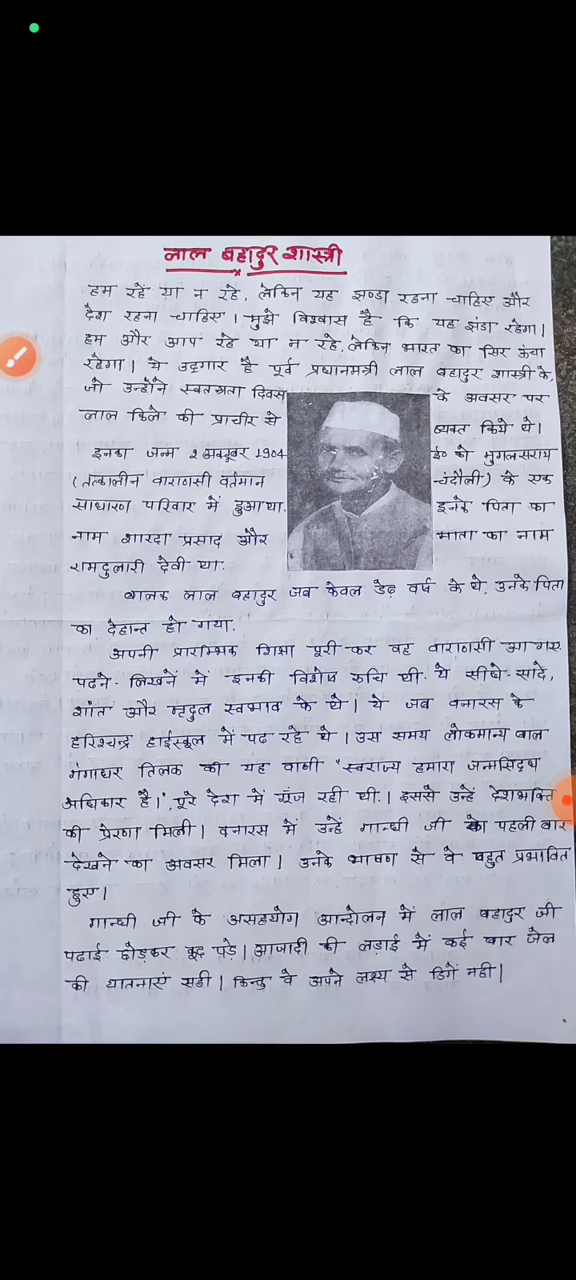 लाल बहादुर शास्त्री
हम रहें या न रहे, लेकिन यह झण्डा रहना चाहिए और
देश रहना चाहिए। मुझे विश्वास है कि यह झंडा रहेगा।
हम और आप रहे या न रहे, लेकिन भारत का सिर ऊंचा
रहेगा। ये उद्गार है पूर्व प्रधानमन्त्री लाल बहादुर शास्त्री के,
जो उन्होंने स्वतन्त्रता दिवस के अवसर पर
लाल किले की प्राचीर से व्यक्त किये थे।
इनका जन्म 2 अक्टूबर 1904 ई० को मुगलसराय
(तत्कालीन वाराणसी वर्तमान चंदौली) के एक
साधारण परिवार में हुआ था. इनके पिता का
नाम शारदा प्रसाद और माता का नाम
रामदुलारी देवी था.
बालक लाल बहादुर जब केवल डेढ़ वर्ष के थे, उनके पिता
का देहान्त हो गया.
अपनी प्रारम्भिक शिक्षा पूरी कर वह वाराणसी आ गए.
पढने-लिखनें में इनकी विशेष रुचि थी. ये सीधे-सादे,
शांत और मृदुल स्वभाव के थे। ये जब बनारस के
हरिश्चन्द्र हाईस्कूल में पढ रहे थे। उस समय लोकमान्य बाल
गंगाधर तिलक की यह वाणी "स्वराज्य हमारा जन्मसिद्ध
अधिकार है।", पूरे देश में गूँज रही थी। इससे उन्हें देशभक्ति
की प्रेरणा मिली। बनारस में उन्हें गान्धी जी को पहली बार
देखने का अवसर मिला। उनके भाषण से वे बहुत प्रभावित
हुए।
गान्धी जी के असहयोग आन्दोलन में लाल बहादुर जी
पढाई छोड़कर कूद पड़े। आजादी की लड़ाई में कई बार जेल
की यातनाएं सही। किन्तु वे अपने लक्ष्य से डिगें नही।